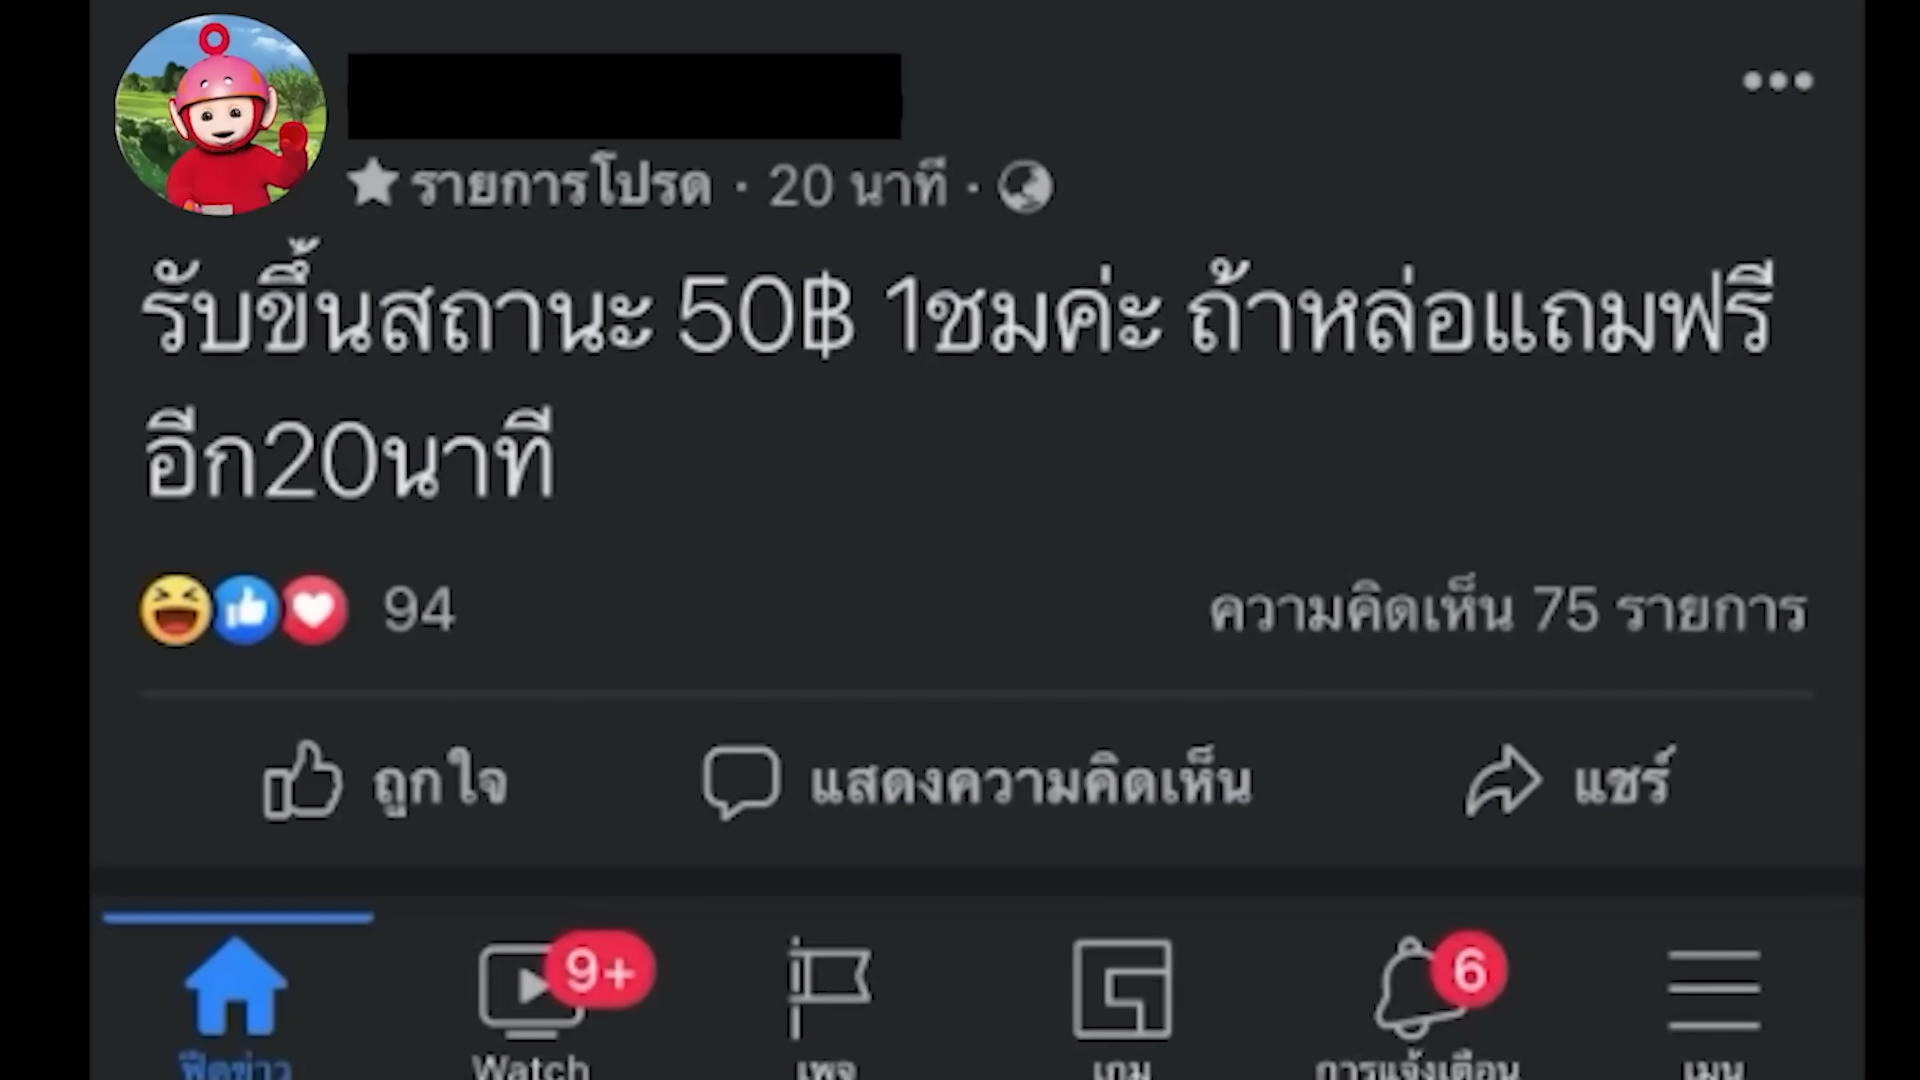 รายการโปรด · 20 นาที ·
รับขึ้นสถานะ 50฿ 1ชมค่ะ ถ้าหล่อแถมฟรี
อีก20นาที
94 ความคิดเห็น 75 รายการ
ถูกใจ แสดงความคิดเห็น แชร์
9+ 6
ฟีดข่าว Watch เพจ เกม การแจ้งเตือน เมนู